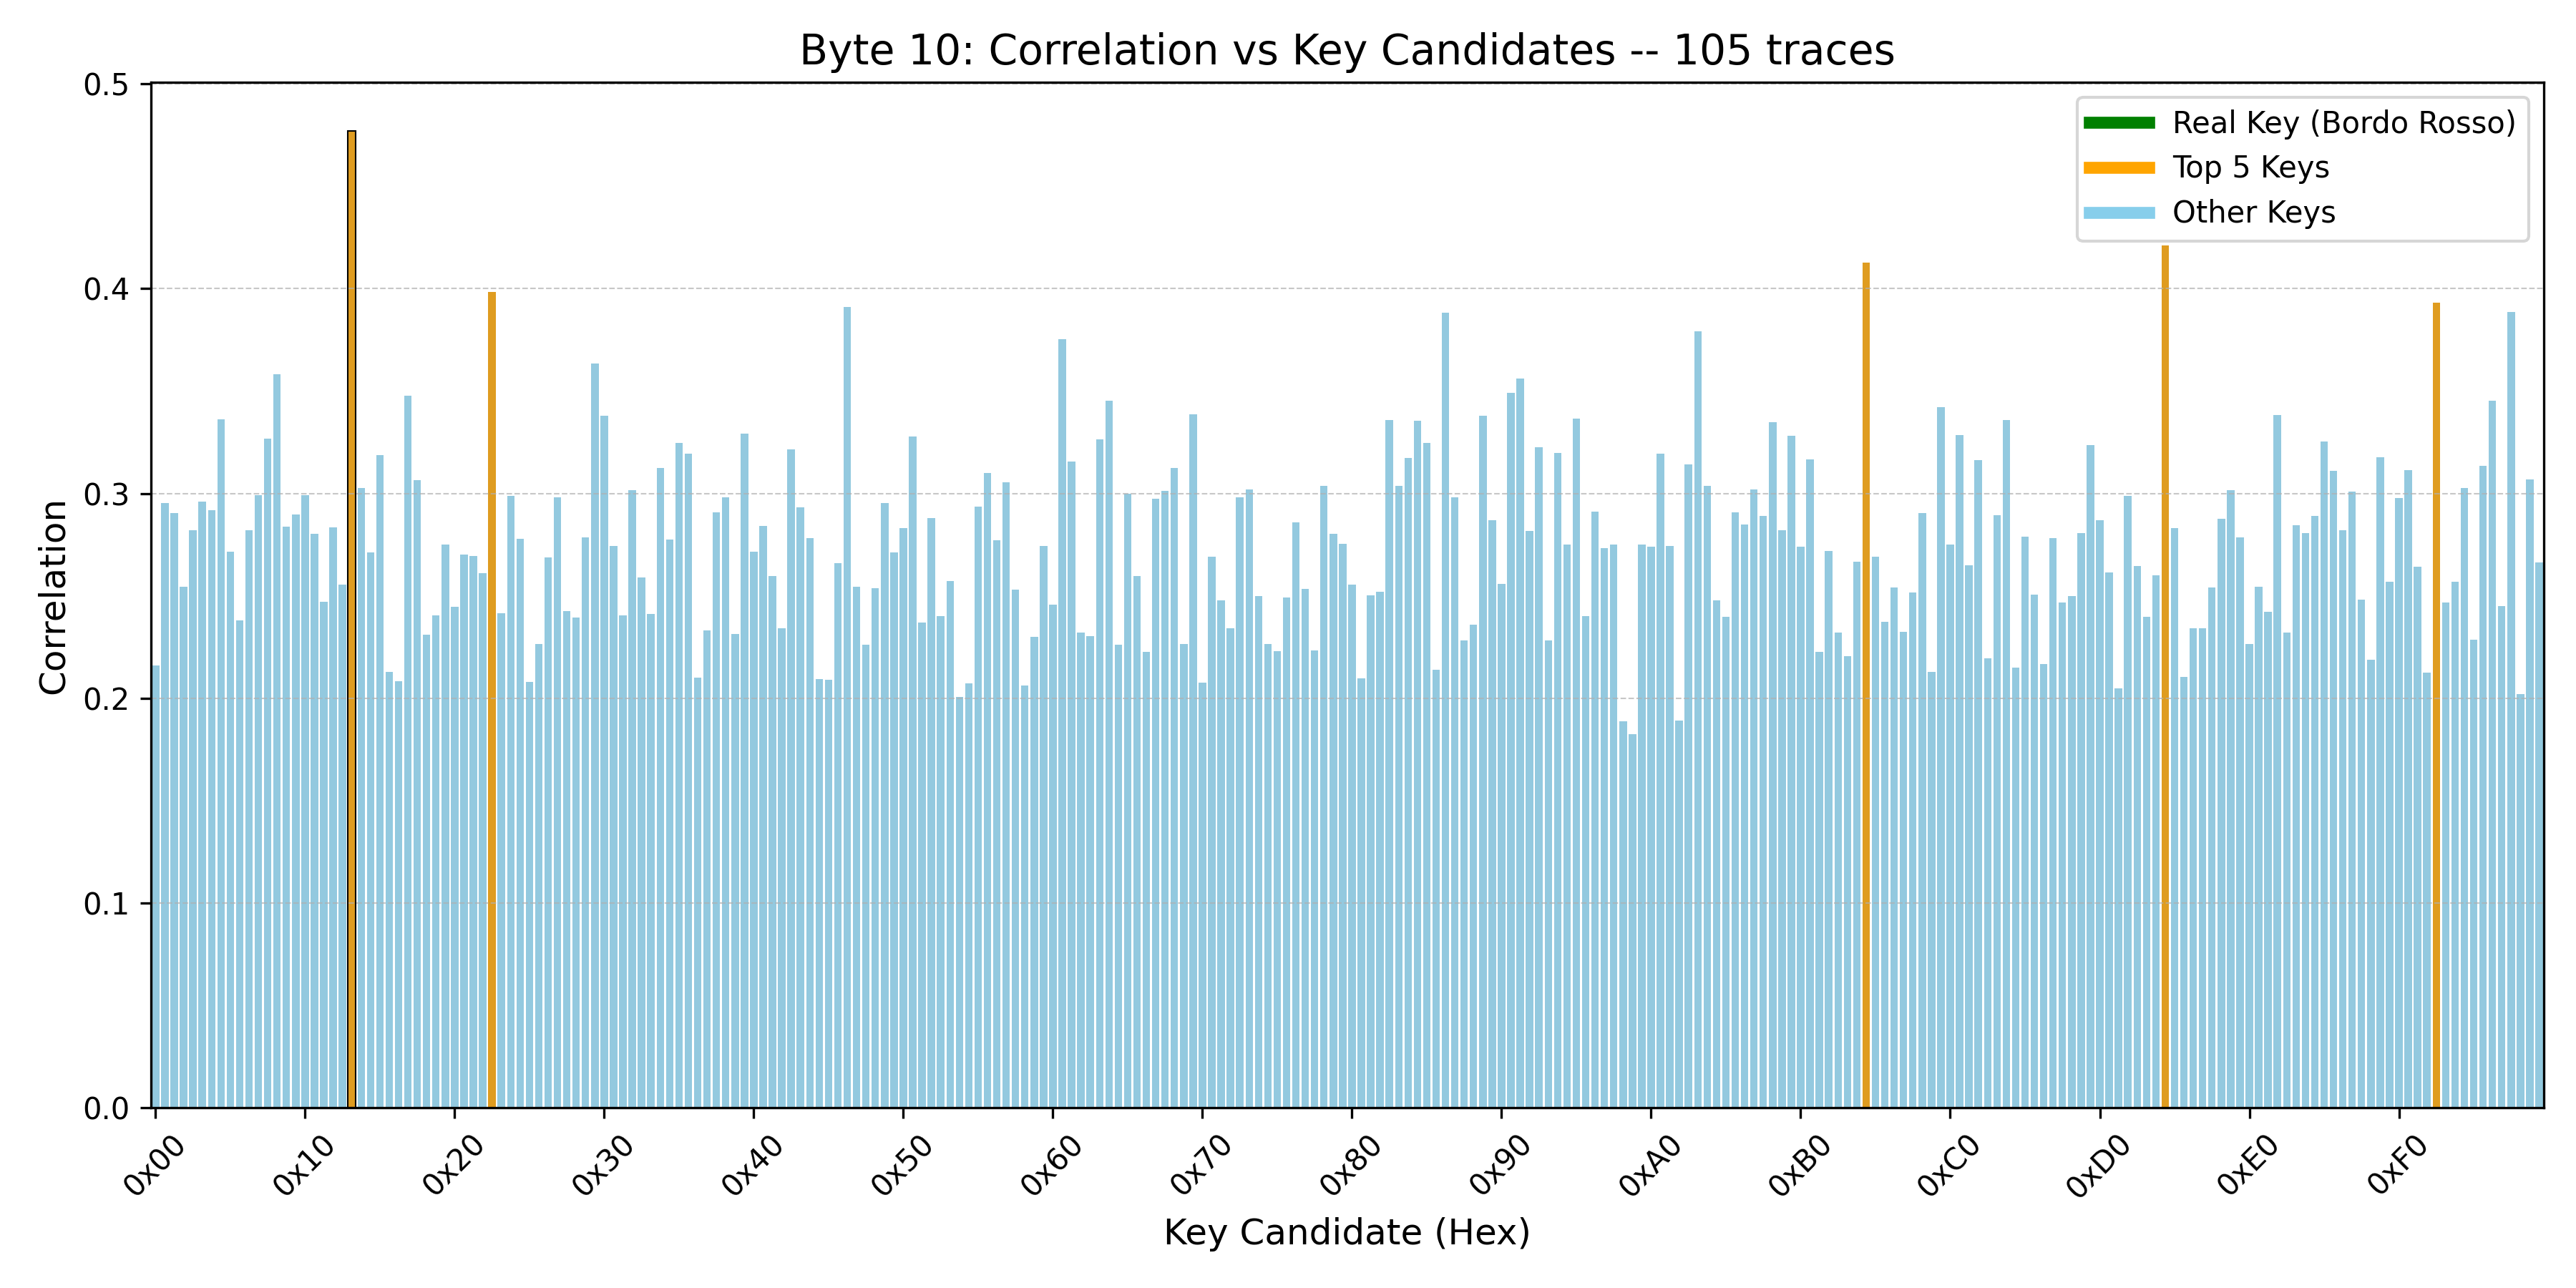 Byte 10: Correlation vs Key Candidates -- 105 traces
Real Key (Bordo Rosso)
Top 5 Keys
Other Keys
Correlation
0.5
0.4
0.3
0.2
0.1
0.0
0x00 0x10 0x20 0x30 0x40 0x50 0x60 0x70 0x80 0x90 0xA0 0xB0 0xC0 0xD0 0xE0 0xF0
Key Candidate (Hex)